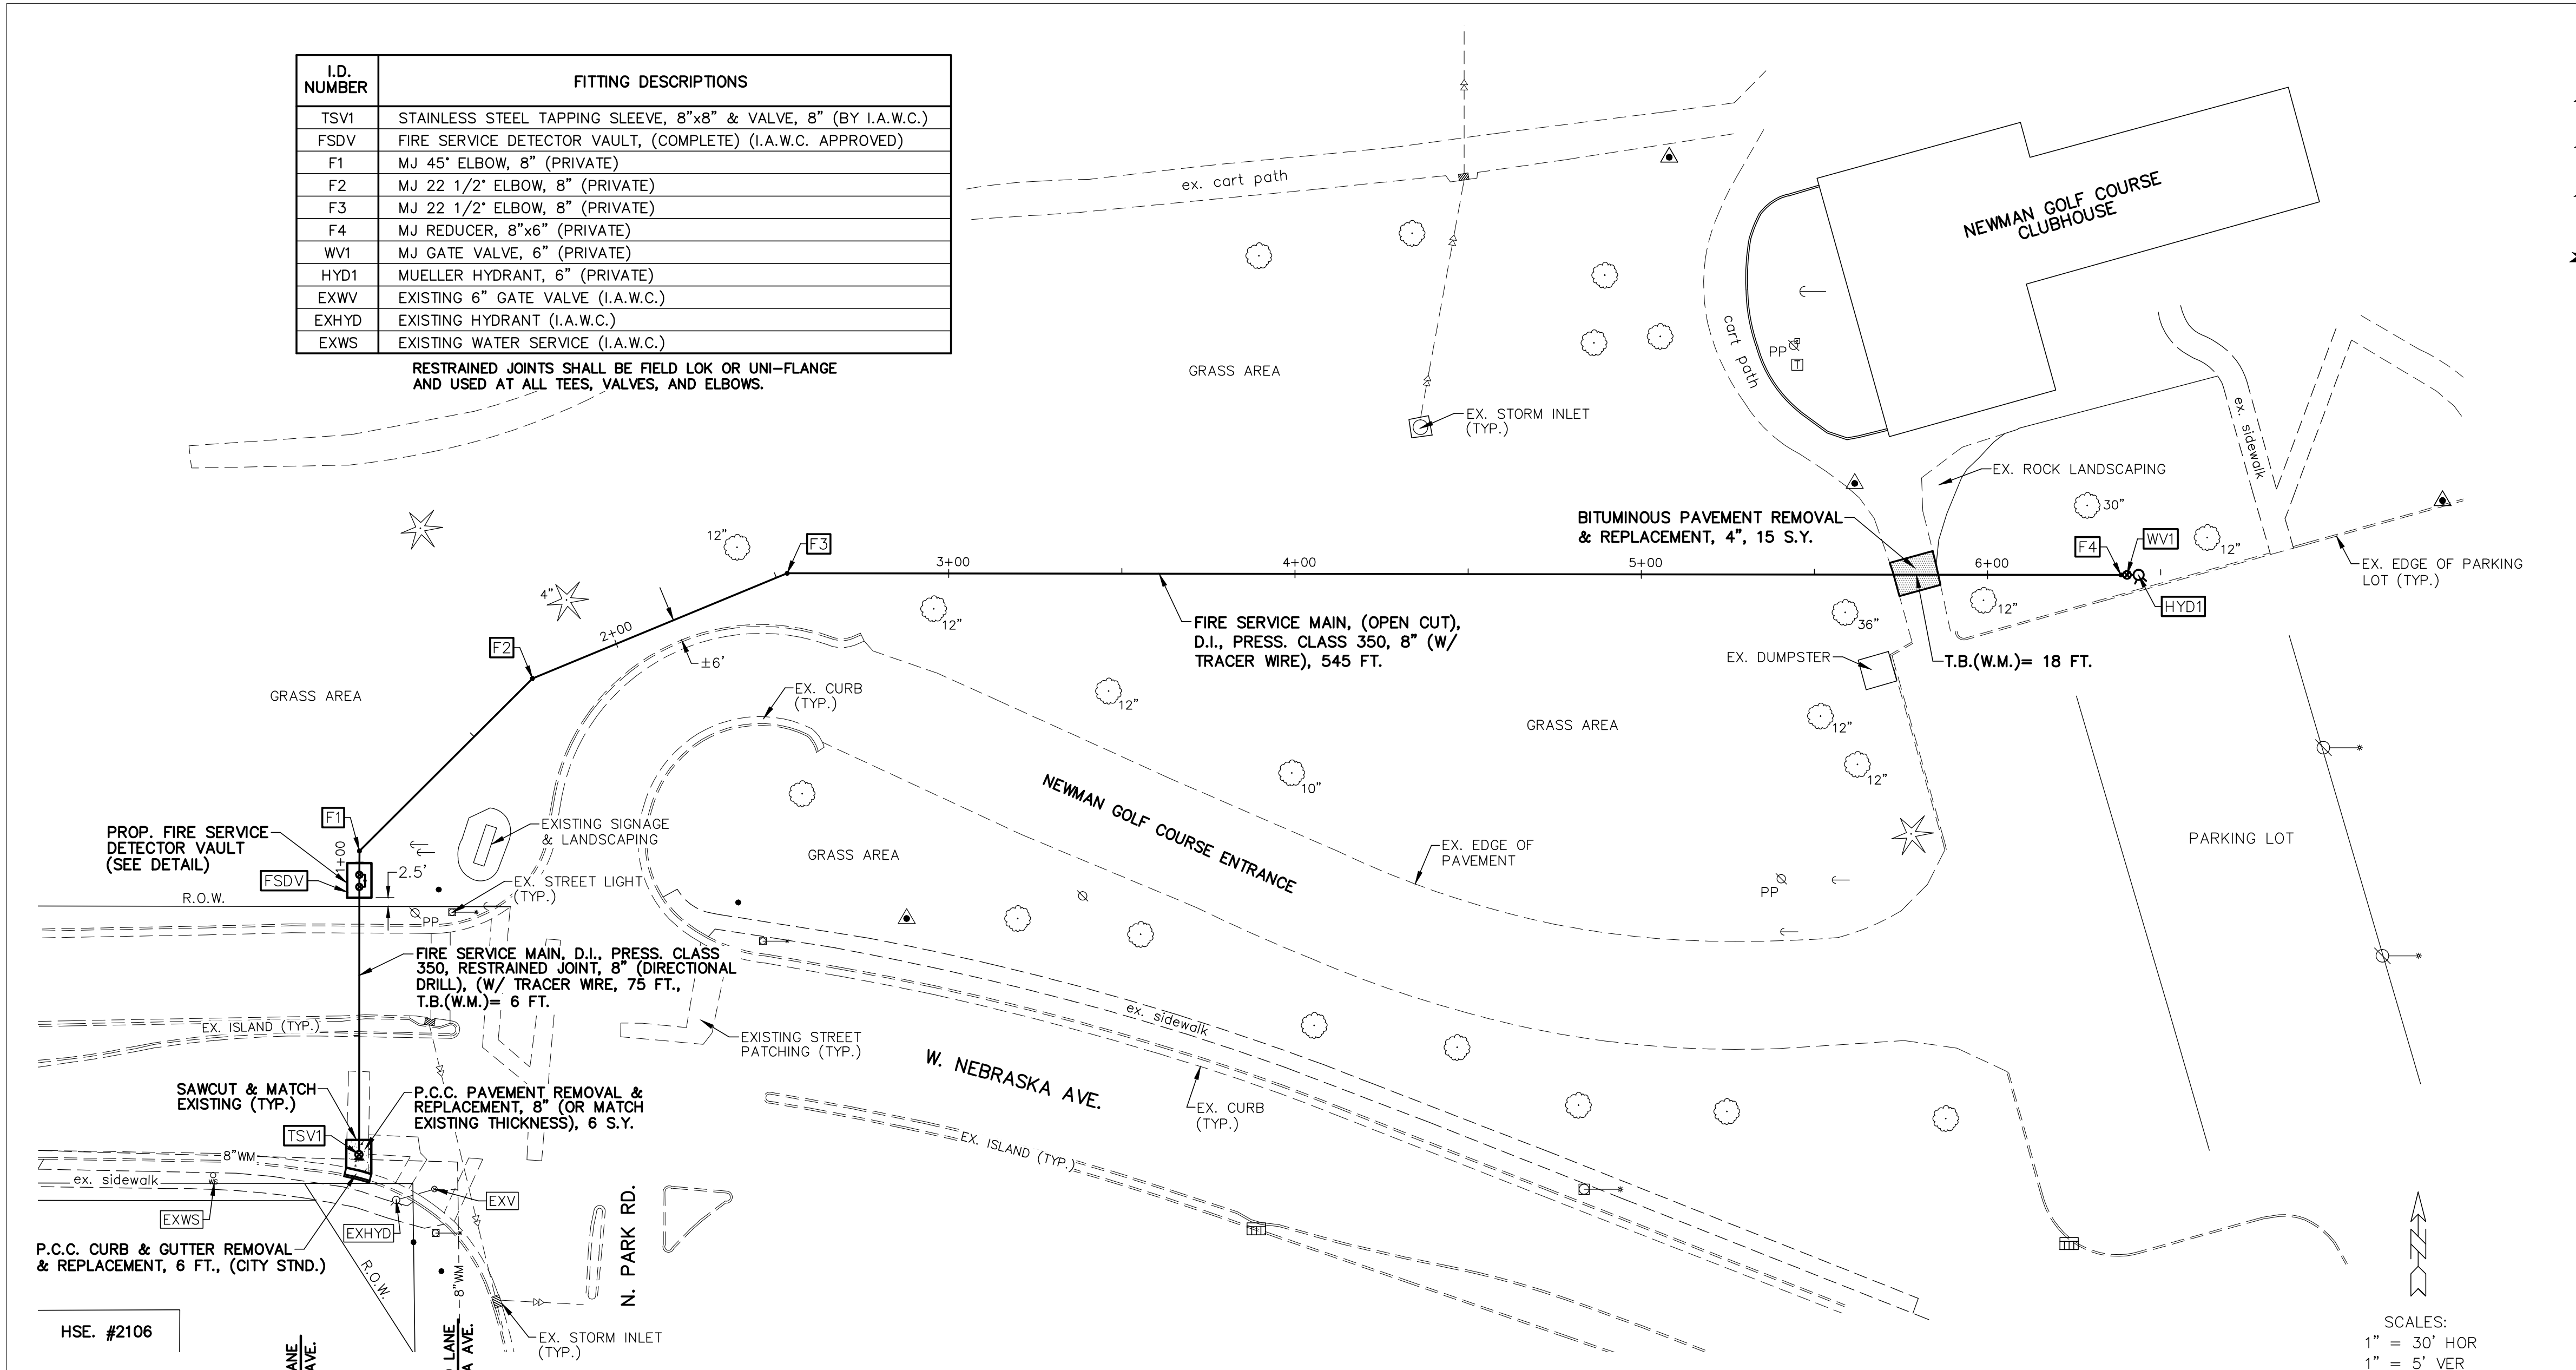 I.D. NUMBER FITTING DESCRIPTIONS
TSV1 STAINLESS STEEL TAPPING SLEEVE, 8"x8" & VALVE, 8" (BY I.A.W.C.)
FSDV FIRE SERVICE DETECTOR VAULT, (COMPLETE) (I.A.W.C. APPROVED)
F1 MJ 45° ELBOW, 8" (PRIVATE)
F2 MJ 22 1/2° ELBOW, 8" (PRIVATE)
F3 MJ 22 1/2° ELBOW, 8" (PRIVATE)
F4 MJ REDUCER, 8"x6" (PRIVATE)
WV1 MJ GATE VALVE, 6" (PRIVATE)
HYD1 MUELLER HYDRANT, 6" (PRIVATE)
EXWV EXISTING 6" GATE VALVE (I.A.W.C.)
EXHYD EXISTING HYDRANT (I.A.W.C.)
EXWS EXISTING WATER SERVICE (I.A.W.C.)
RESTRAINED JOINTS SHALL BE FIELD LOK OR UNI-FLANGE
AND USED AT ALL TEES, VALVES, AND ELBOWS.
ex. cart path
NEWMAN GOLF COURSE
CLUBHOUSE
cart path
PP
T
GRASS AREA
EX. STORM INLET
(TYP.)
ex. sidewalk
EX. ROCK LANDSCAPING
30"
BITUMINOUS PAVEMENT REMOVAL
& REPLACEMENT, 4", 15 S.Y.
12"
F3
3+00
4+00
5+00
6+00
F4
WV1
12"
EX. EDGE OF PARKING
LOT (TYP.)
HYD1
4"
2+00
F2
±6'
12"
FIRE SERVICE MAIN, (OPEN CUT),
D.I., PRESS. CLASS 350, 8" (W/
TRACER WIRE), 545 FT.
36"
12"
EX. DUMPSTER
T.B.(W.M.)= 18 FT.
GRASS AREA
EX. CURB
(TYP.)
12"
GRASS AREA
12"
12"
10"
NEWMAN GOLF COURSE ENTRANCE
F1
PROP. FIRE SERVICE
DETECTOR VAULT
(SEE DETAIL)
1+00
EXISTING SIGNAGE
& LANDSCAPING
GRASS AREA
EX. EDGE OF
PAVEMENT
PARKING LOT
FSDV
2.5'
R.O.W.
EX. STREET LIGHT
(TYP.)
PP
PP
FIRE SERVICE MAIN, D.I., PRESS. CLASS
350, RESTRAINED JOINT, 8" (DIRECTIONAL
DRILL), (W/ TRACER WIRE, 75 FT.,
T.B.(W.M.)= 6 FT.
EX. ISLAND (TYP.)
EXISTING STREET
PATCHING (TYP.)
ex. sidewalk
W. NEBRASKA AVE.
SAWCUT & MATCH
EXISTING (TYP.)
P.C.C. PAVEMENT REMOVAL &
REPLACEMENT, 8" (OR MATCH
EXISTING THICKNESS), 6 S.Y.
EX. CURB
(TYP.)
TSV1
EX. ISLAND (TYP.)
8"WM
ex. sidewalk
WS
EXWS
EXV
EXHYD
P.C.C. CURB & GUTTER REMOVAL
& REPLACEMENT, 6 FT., (CITY STND.)
R.O.W.
8"WM
N. PARK RD.
HSE. #2106
EX. STORM INLET
(TYP.)
LANE
AVE.
SCALES:
1" = 30' HOR
1" = 5' VER